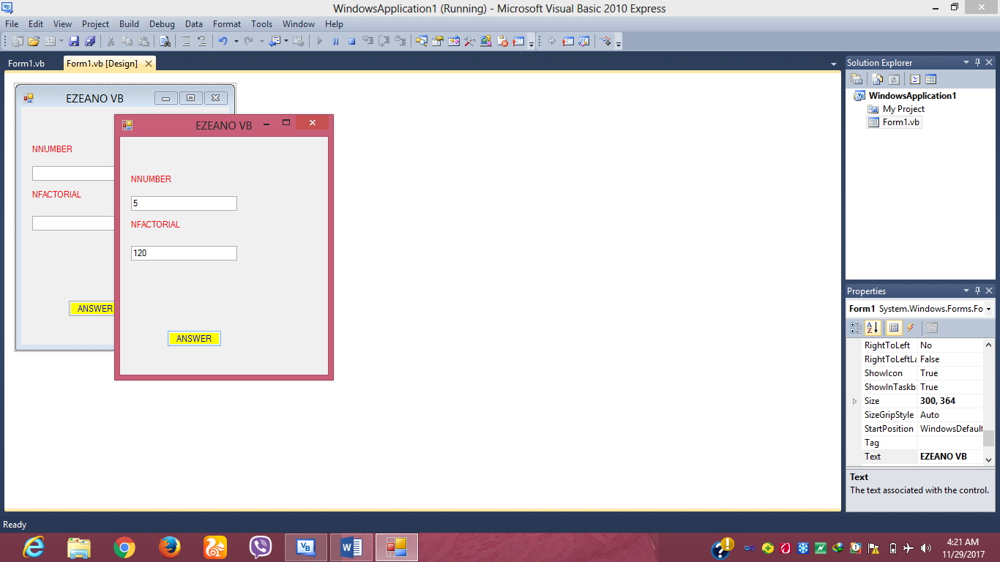 WindowsApplication1 (Running) - Microsoft Visual Basic 2010 Express
File Edit View Project Build Debug Data Format Tools Window Help
Form1.vb Form1.vb [Design]
EZEANO VB
NNUMBER
NFACTORIAL
ANSWER
EZEANO VB
NNUMBER
5
NFACTORIAL
120
ANSWER
Solution Explorer
WindowsApplication1
My Project
Form1.vb
Properties
Form1 System.Windows.Forms.Fo
RightToLeft No
RightToLeftLa False
ShowIcon True
ShowInTaskb True
Size 300, 364
SizeGripStyle Auto
StartPosition WindowsDefault
Tag
Text EZEANO VB
Text
The text associated with the control.
Ready
4:21 AM
11/29/2017